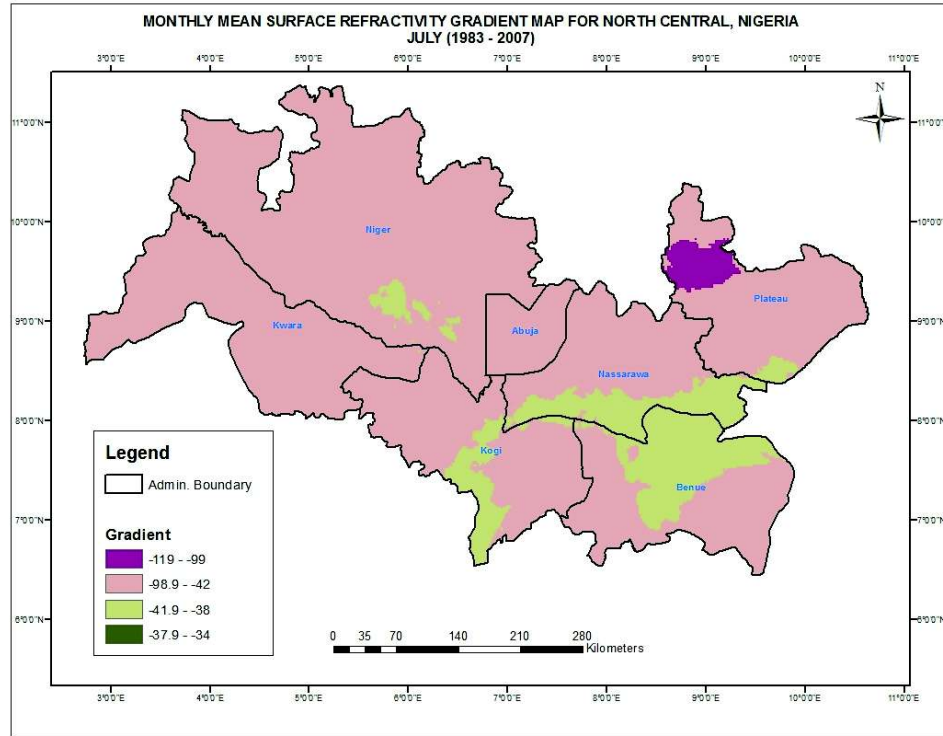 MONTHLY MEAN SURFACE REFRACTIVITY GRADIENT MAP FOR NORTH CENTRAL, NIGERIA
JULY (1983 - 2007)
3°0'0"E 4°0'0"E 5°0'0"E 6°0'0"E 7°0'0"E 8°0'0"E 9°0'0"E 10°0'0"E 11°0'0"E
N
11°0'0"N 11°0'0"N
10°0'0"N 10°0'0"N
Niger
Plateau
9°0'0"N 9°0'0"N
Kwara
Abuja
Nassarawa
8°0'0"N 8°0'0"N
Kogi
Benue
7°0'0"N 7°0'0"N
6°0'0"N 6°0'0"N
Legend
Admin. Boundary
Gradient
-119 - -99
-98.9 - -42
-41.9 - -38
-37.9 - -34
0 35 70 140 210 280
Kilometers
3°0'0"E 4°0'0"E 5°0'0"E 6°0'0"E 7°0'0"E 8°0'0"E 9°0'0"E 10°0'0"E 11°0'0"E